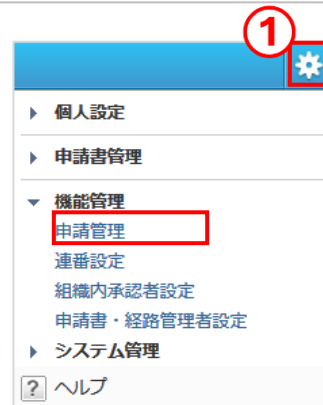 ①
個人設定
申請書管理
機能管理
申請管理
連番設定
組織内承認者設定
申請書・経路管理者設定
システム管理
? ヘルプ